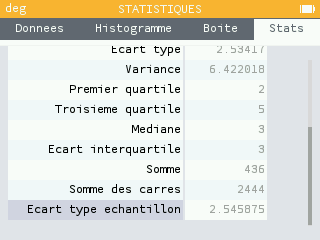 deg STATISTIQUES
Donnees Histogramme Boite Stats
Ecart type 2.53417
Variance 6.422018
Premier quartile 2
Troisieme quartile 5
Mediane 3
Ecart interquartile 3
Somme 436
Somme des carres 2444
Ecart type echantillon 2.545875